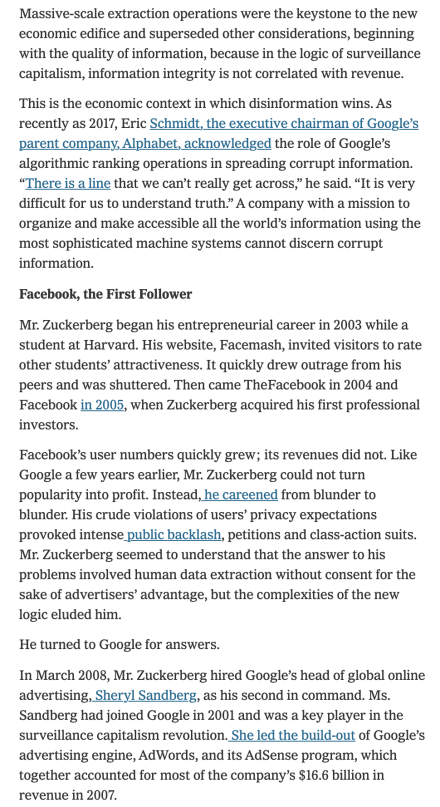 Massive-scale extraction operations were the keystone to the new
economic edifice and superseded other considerations, beginning
with the quality of information, because in the logic of surveillance
capitalism, information integrity is not correlated with revenue.
This is the economic context in which disinformation wins. As
recently as 2017, Eric Schmidt, the executive chairman of Google’s
parent company, Alphabet, acknowledged the role of Google’s
algorithmic ranking operations in spreading corrupt information.
“There is a line that we can’t really get across,” he said. “It is very
difficult for us to understand truth.” A company with a mission to
organize and make accessible all the world’s information using the
most sophisticated machine systems cannot discern corrupt
information.
Facebook, the First Follower
Mr. Zuckerberg began his entrepreneurial career in 2003 while a
student at Harvard. His website, Facemash, invited visitors to rate
other students’ attractiveness. It quickly drew outrage from his
peers and was shuttered. Then came TheFacebook in 2004 and
Facebook in 2005, when Zuckerberg acquired his first professional
investors.
Facebook’s user numbers quickly grew; its revenues did not. Like
Google a few years earlier, Mr. Zuckerberg could not turn
popularity into profit. Instead, he careened from blunder to
blunder. His crude violations of users’ privacy expectations
provoked intense public backlash, petitions and class-action suits.
Mr. Zuckerberg seemed to understand that the answer to his
problems involved human data extraction without consent for the
sake of advertisers’ advantage, but the complexities of the new
logic eluded him.
He turned to Google for answers.
In March 2008, Mr. Zuckerberg hired Google’s head of global online
advertising, Sheryl Sandberg, as his second in command. Ms.
Sandberg had joined Google in 2001 and was a key player in the
surveillance capitalism revolution. She led the build-out of Google’s
advertising engine, AdWords, and its AdSense program, which
together accounted for most of the company’s $16.6 billion in
revenue in 2007.